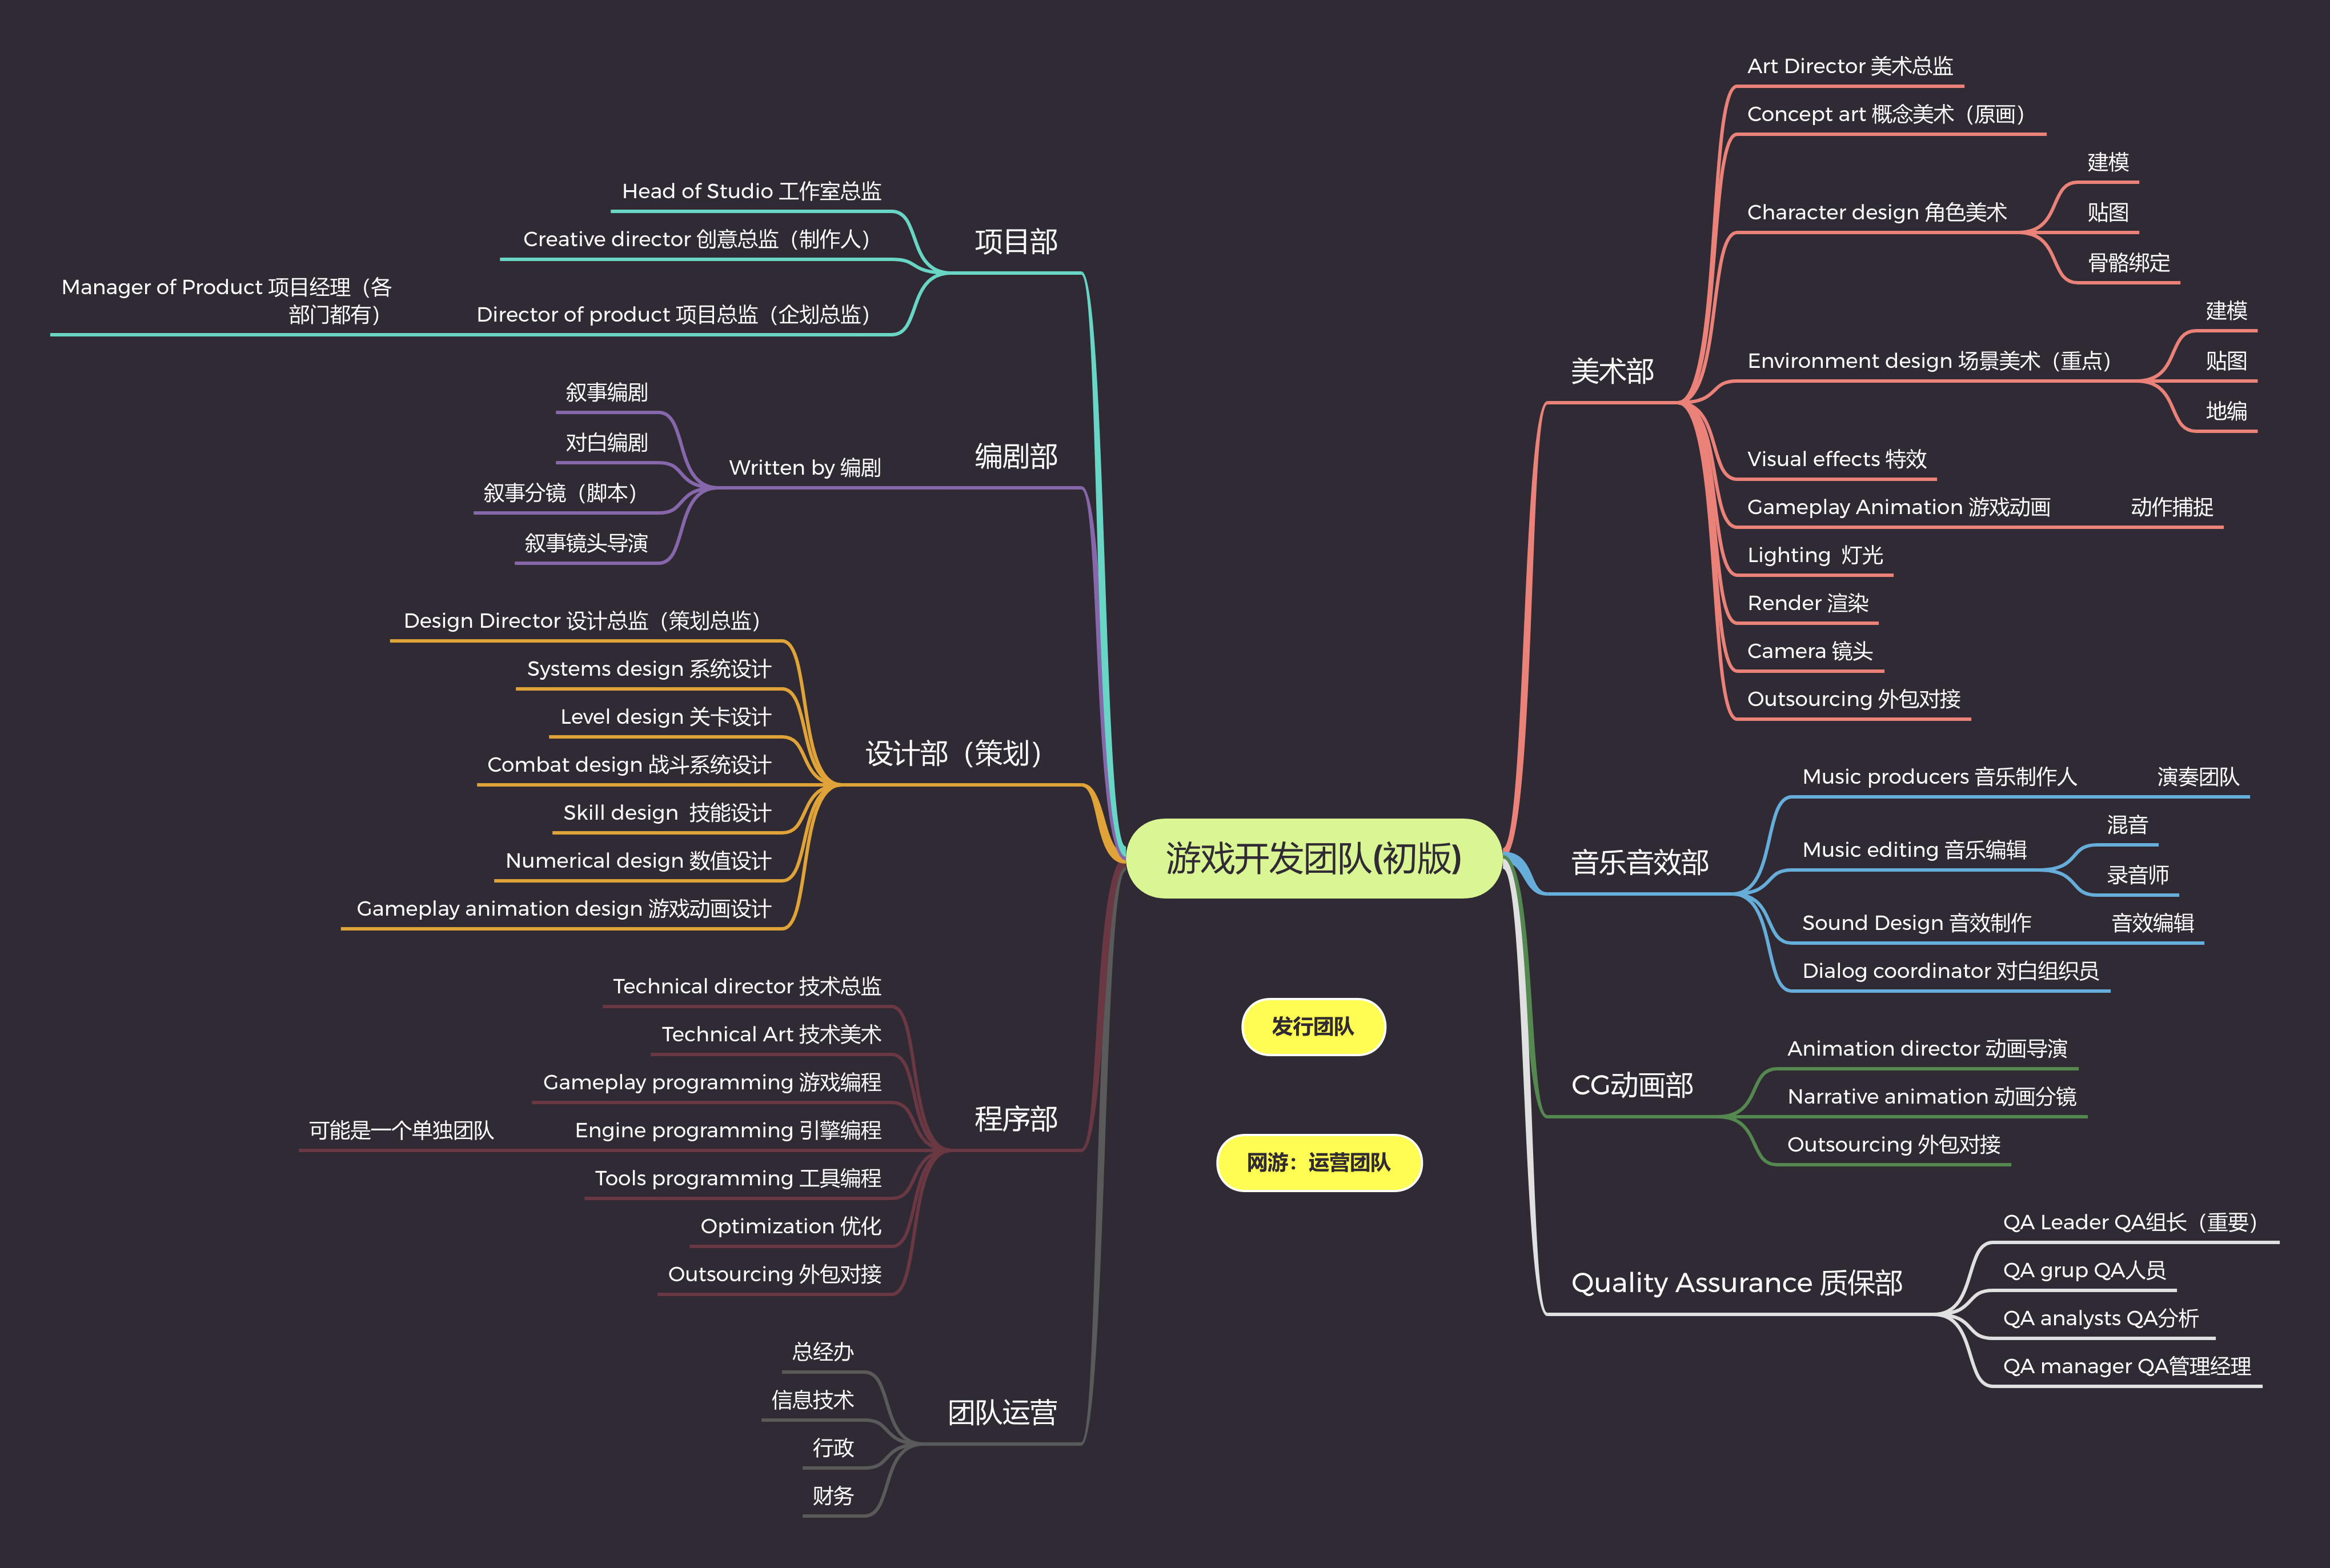 游戏开发团队(初版)
美术部
Art Director 美术总监
Concept art 概念美术（原画）
Character design 角色美术
建模
贴图
骨骼绑定
Environment design 场景美术（重点）
建模
贴图
地编
Visual effects 特效
Gameplay Animation 游戏动画
动作捕捉
Lighting  灯光
Render 渲染
Camera 镜头
Outsourcing 外包对接
音乐音效部
Music producers 音乐制作人
演奏团队
Music editing 音乐编辑
混音
录音师
Sound Design 音效制作
音效编辑
Dialog coordinator 对白组织员
CG动画部
Animation director 动画导演
Narrative animation 动画分镜
Outsourcing 外包对接
Quality Assurance 质保部
QA Leader QA组长（重要）
QA grup QA人员
QA analysts QA分析
QA manager QA管理经理
项目部
Head of Studio 工作室总监
Creative director 创意总监（制作人）
Director of product 项目总监（企划总监）
Manager of Product 项目经理（各
部门都有）
编剧部
Written by 编剧
叙事编剧
对白编剧
叙事分镜（脚本）
叙事镜头导演
设计部（策划）
Design Director 设计总监（策划总监）
Systems design 系统设计
Level design 关卡设计
Combat design 战斗系统设计
Skill design  技能设计
Numerical design 数值设计
Gameplay animation design 游戏动画设计
程序部
Technical director 技术总监
Technical Art 技术美术
Gameplay programming 游戏编程
Engine programming 引擎编程
可能是一个单独团队
Tools programming 工具编程
Optimization 优化
Outsourcing 外包对接
团队运营
总经办
信息技术
行政
财务
发行团队
网游：运营团队